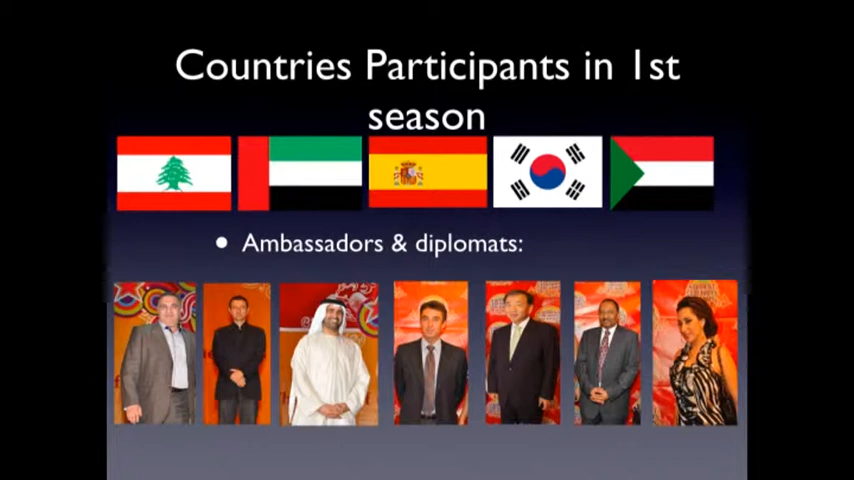 Countries Participants in 1st
season
• Ambassadors & diplomats: